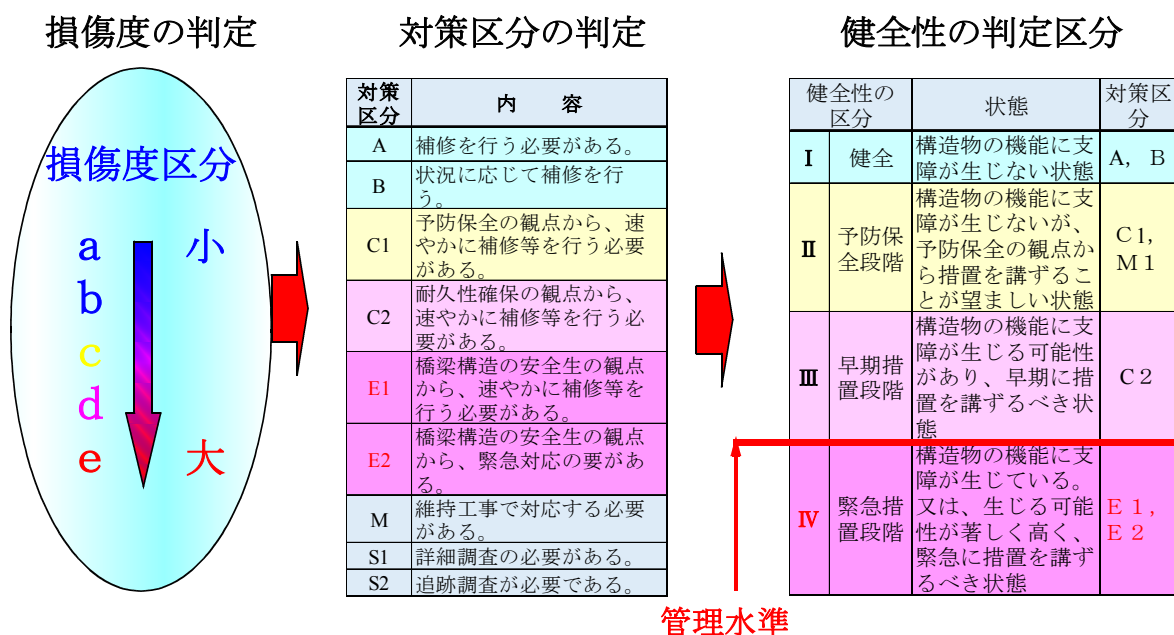 損傷度の判定
対策区分の判定
健全性の判定区分
損傷度区分
a 小
b
c
d
e 大
対策
区分
内 容
A 補修を行う必要がある。
B 状況に応じて補修を行
う。
C1 予防保全の観点から、速
やかに補修等を行う必要
がある。
C2 耐久性確保の観点から、
速やかに補修等を行う必
要がある。
E1 橋梁構造の安全生の観点
から、速やかに補修等を
行う必要がある。
E2 橋梁構造の安全生の観点
から、緊急対応の要があ
る。
M 維持工事で対応する必要
がある。
S1 詳細調査の必要がある。
S2 追跡調査が必要である。
健全性の
区分
状態
対策区
分
Ⅰ 健全
構造物の機能に支
障が生じない状態
A, B
Ⅱ 予防保
全段階
構造物の機能に支
障が生じないが、
予防保全の観点か
ら措置を講ずるこ
とが望ましい状態
C1,
M1
Ⅲ 早期措
置段階
構造物の機能に支
障が生じる可能性
があり、早期に措
置を講ずるべき状
態
C2
Ⅳ 緊急措
置段階
構造物の機能に支
障が生じている。
又は、生じる可能
性が著しく高く、
緊急に措置を講ず
るべき状態
E1,
E2
管理水準